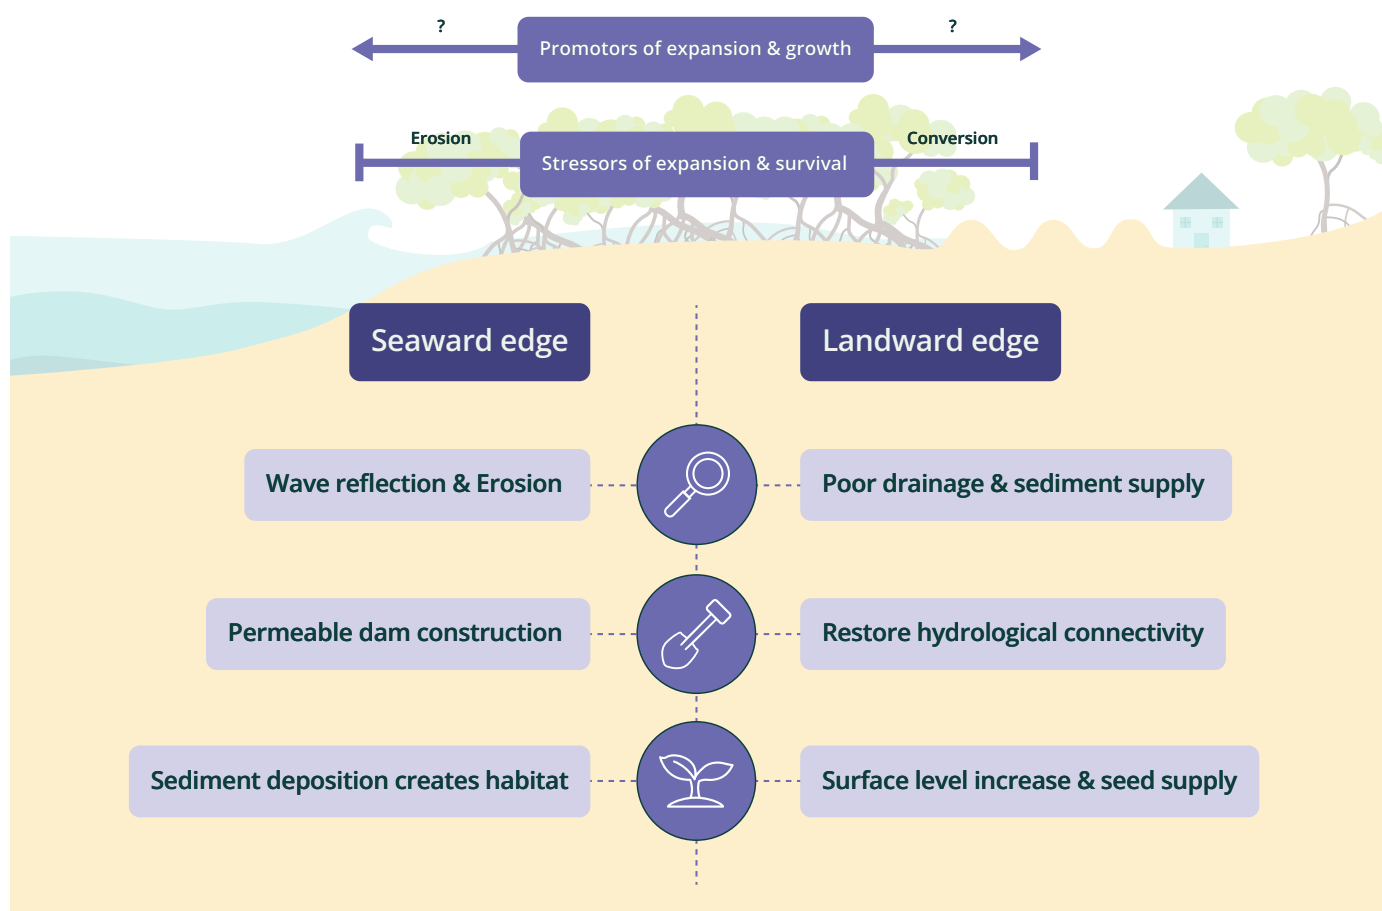 ? ?
Promotors of expansion & growth
Erosion Conversion
Stressors of expansion & survival
Seaward edge Landward edge
Wave reflection & Erosion Poor drainage & sediment supply
Permeable dam construction Restore hydrological connectivity
Sediment deposition creates habitat Surface level increase & seed supply